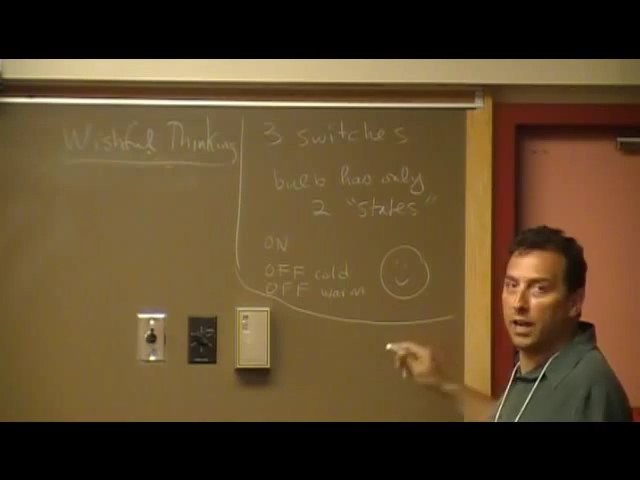 Wishful Thinking
3 switches
bulb has only
2 "states"
ON
OFF cold
OFF warm